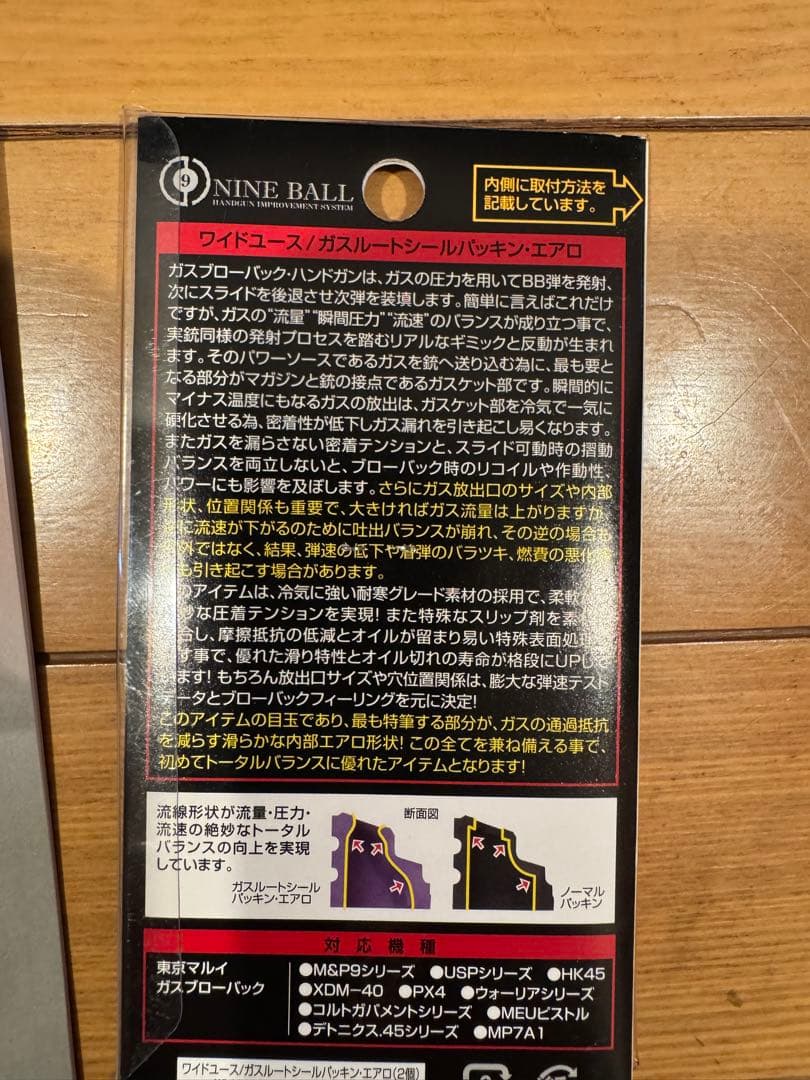 9
NINE BALL
HANDGUN IMPROVEMENT SYSTEM
内側に取付方法を
記載しています。
ワイドユース/ガスルートシールパッキン・エアロ
ガスブローバック・ハンドガンは、ガスの圧力を用いてBB弾を発射、
次にスライドを後退させ次弾を装填します。簡単に言えばこれだけ
ですが、ガスの"流量""瞬間圧力""流速"のバランスが成り立つ事で、
実銃同様の発射プロセスを踏むリアルなギミックと反動が生まれ
ます。そのパワーソースであるガスを銃へ送り込む為に、最も要と
なる部分がマガジンと銃の接点であるガスケット部です。瞬間的に
マイナス温度にもなるガスの放出は、ガスケット部を冷気で一気に
硬化させる為、密着性が低下しガス漏れを引き起こし易くなります。
またガスを漏らさない密着テンションと、スライド可動時の摺動
バランスを両立しないと、ブローバック時のリコイルや作動性、
パワーにも影響を及ぼします。さらにガス放出口のサイズや内部
形状、位置関係も重要で、大きければガス流量は上がりますが、
に流速が下がるのために吐出バランスが崩れ、その逆の場合も
外ではなく、結果、弾速の低下や着弾のバラツキ、燃費の悪化
も引き起こす場合があります。
のアイテムは、冷気に強い耐寒グレード素材の採用で、柔軟
妙な圧着テンションを実現!また特殊なスリップ剤を素
合し、摩擦抵抗の低減とオイルが留まり易い特殊表面処理
す事で、優れた滑り特性とオイル切れの寿命が格段にUPし
ます!もちろん放出口サイズや穴位置関係は、膨大な弾速テスト
データとブローバックフィーリングを元に決定!
このアイテムの目玉であり、最も特筆する部分が、ガスの通過抵抗
を減らす滑らかな内部エアロ形状!この全てを兼ね備える事で、
初めてトータルバランスに優れたアイテムとなります!
流線形状が流量・圧力・
流速の絶妙なトータル
バランスの向上を実現
しています。
断面図
ガスルートシール
パッキン・エアロ
ノーマル
パッキン
対応機種
東京マルイ
ガスブローバック
●M&P9シリーズ ●USPシリーズ ●HK45
●XDM-40 ●PX4 ●ウォーリアシリーズ
●コルトガバメントシリーズ ●MEUピストル
●デトニクス.45シリーズ ●MP7A1
ワイドユース/ガスルートシールパッキン・エアロ(2個)